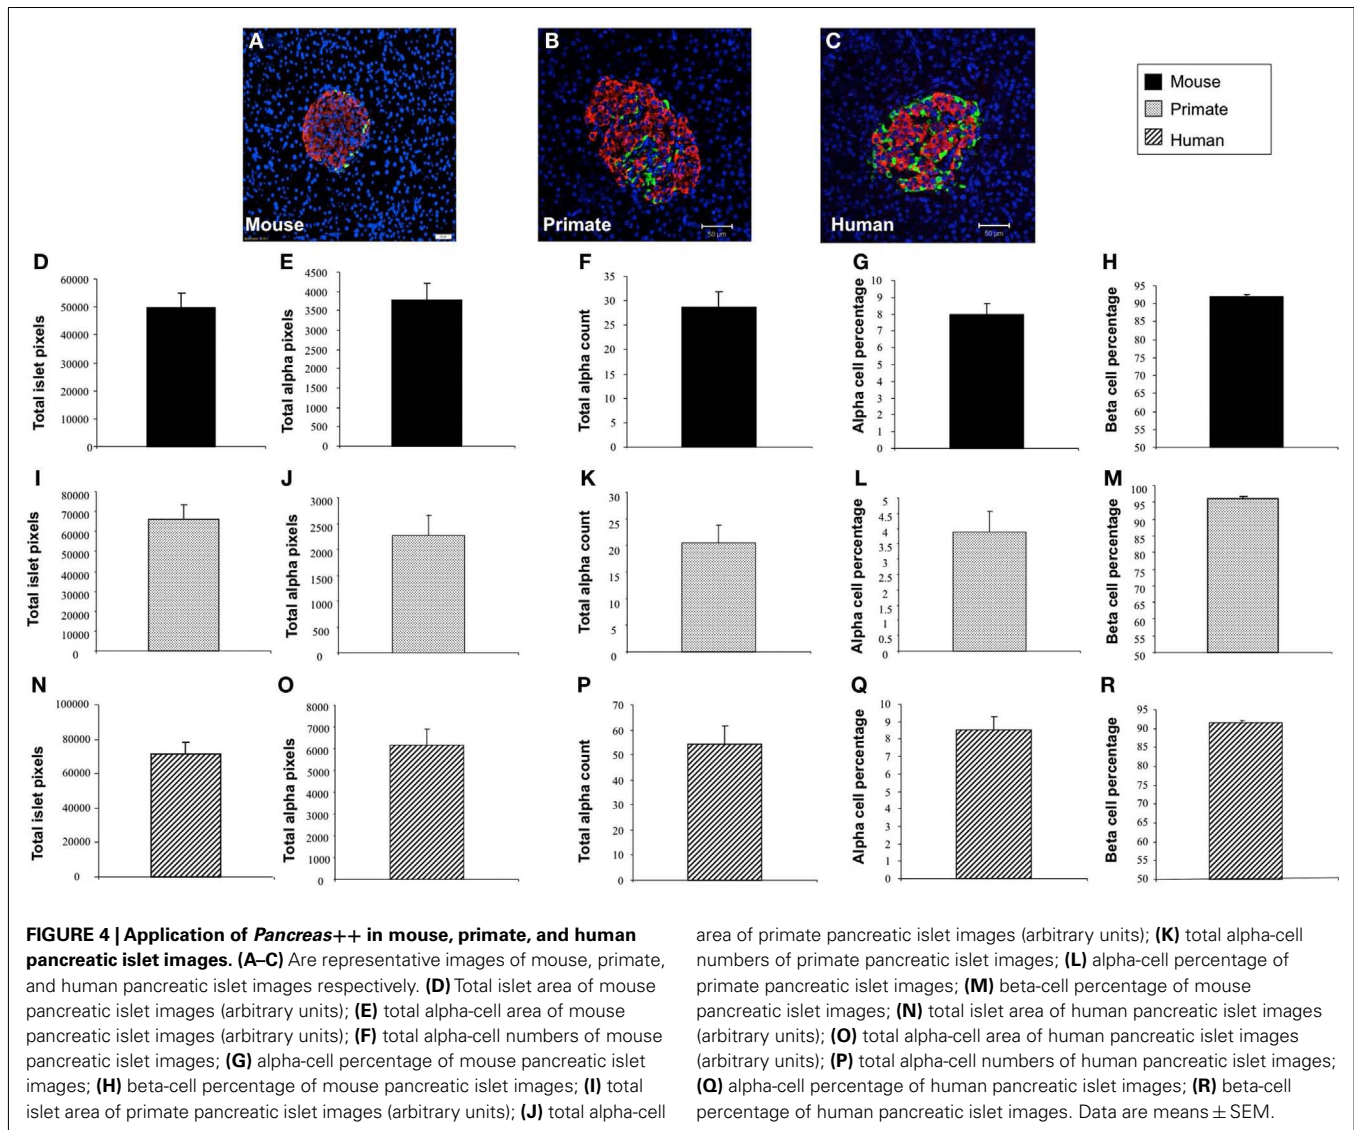 A
B
C
Mouse
Primate
50 µm
Human
50 µm
Mouse
Primate
Human
D
Total islet pixels
60000
50000
40000
30000
20000
10000
0
E
Total alpha pixels
4500
4000
3500
3000
2500
2000
1500
1000
500
0
F
Total alpha count
35
30
25
20
15
10
5
0
G
Alpha cell percentage
10
9
8
7
6
5
4
3
2
1
0
H
Beta cell percentage
95
90
85
80
75
70
65
60
55
50
I
Total islet pixels
80000
70000
60000
50000
40000
30000
20000
10000
0
J
Total alpha pixels
3000
2500
2000
1500
1000
500
0
K
Total alpha count
30
25
20
15
10
5
0
L
Alpha cell percentage
5
4.5
4
3.5
3
2.5
2
1.5
1
0.5
0
M
Beta cell percentage
100
95
90
85
80
75
70
65
60
55
50
N
Total islet pixels
100000
80000
60000
40000
20000
0
O
Total alpha pixels
8000
7000
6000
5000
4000
3000
2000
1000
0
P
Total alpha count
70
60
50
40
30
20
10
0
Q
Alpha cell percentage
10
9
8
7
6
5
4
3
2
1
0
R
Beta cell percentage
95
90
85
80
75
70
65
60
55
50
FIGURE 4 | Application of Pancreas++ in mouse, primate, and human
pancreatic islet images. (A–C) Are representative images of mouse, primate,
and human pancreatic islet images respectively. (D) Total islet area of mouse
pancreatic islet images (arbitrary units); (E) total alpha-cell area of mouse
pancreatic islet images (arbitrary units); (F) total alpha-cell numbers of mouse
pancreatic islet images; (G) alpha-cell percentage of mouse pancreatic islet
images; (H) beta-cell percentage of mouse pancreatic islet images; (I) total
islet area of primate pancreatic islet images (arbitrary units); (J) total alpha-cell
area of primate pancreatic islet images (arbitrary units); (K) total alpha-cell
numbers of primate pancreatic islet images; (L) alpha-cell percentage of
primate pancreatic islet images; (M) beta-cell percentage of mouse
pancreatic islet images; (N) total islet area of human pancreatic islet images
(arbitrary units); (O) total alpha-cell area of human pancreatic islet images
(arbitrary units); (P) total alpha-cell numbers of human pancreatic islet images;
(Q) alpha-cell percentage of human pancreatic islet images; (R) beta-cell
percentage of human pancreatic islet images. Data are means ± SEM.